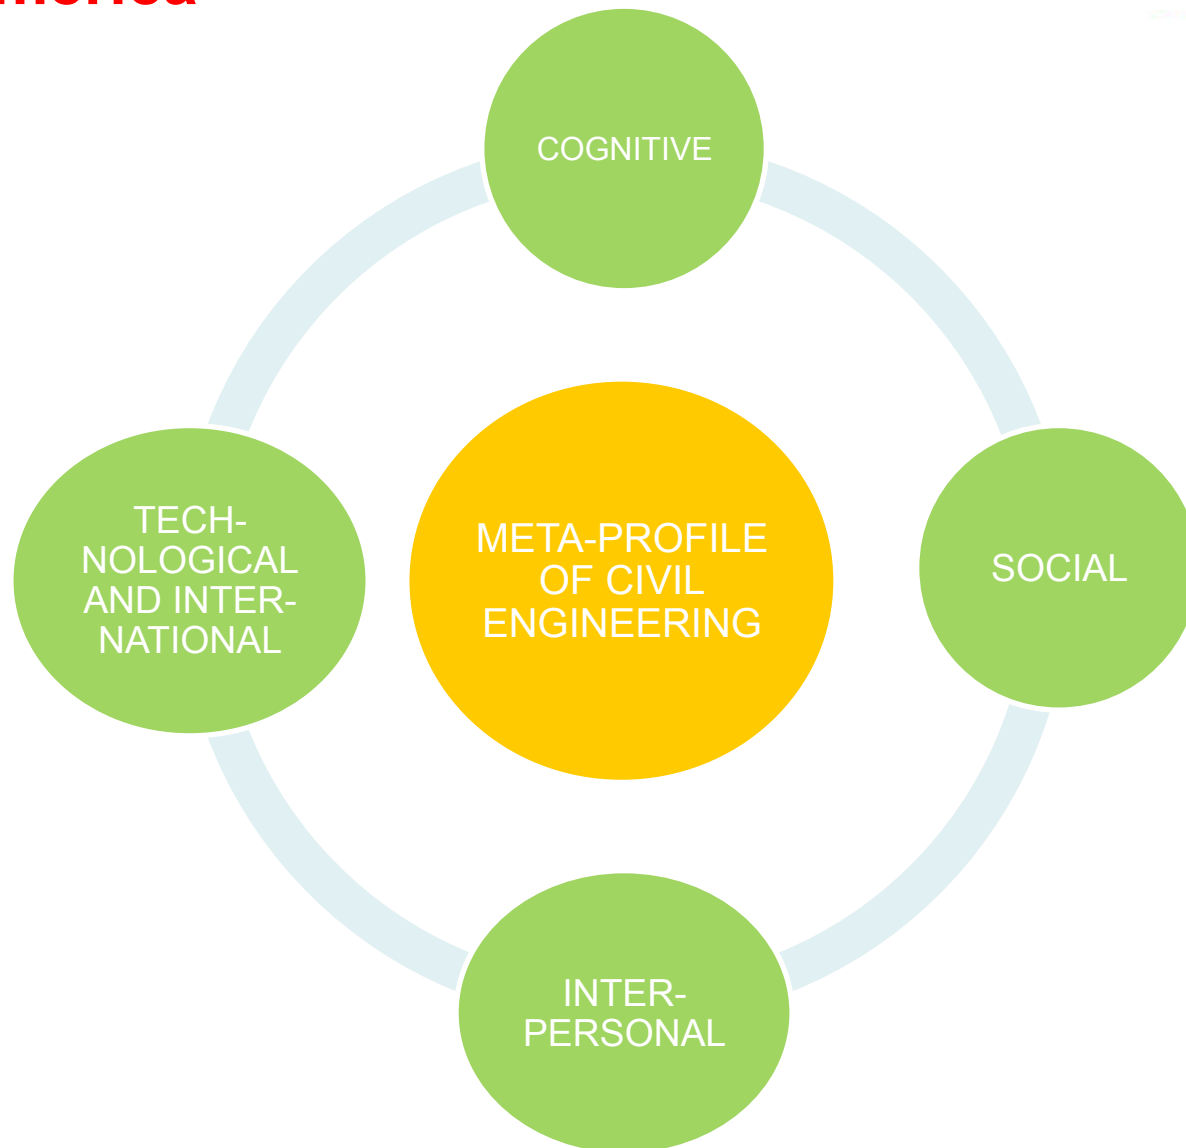 COGNITIVE
TECH-
NOLOGICAL
AND INTER-
NATIONAL
META-PROFILE
OF CIVIL
ENGINEERING
SOCIAL
INTER-
PERSONAL